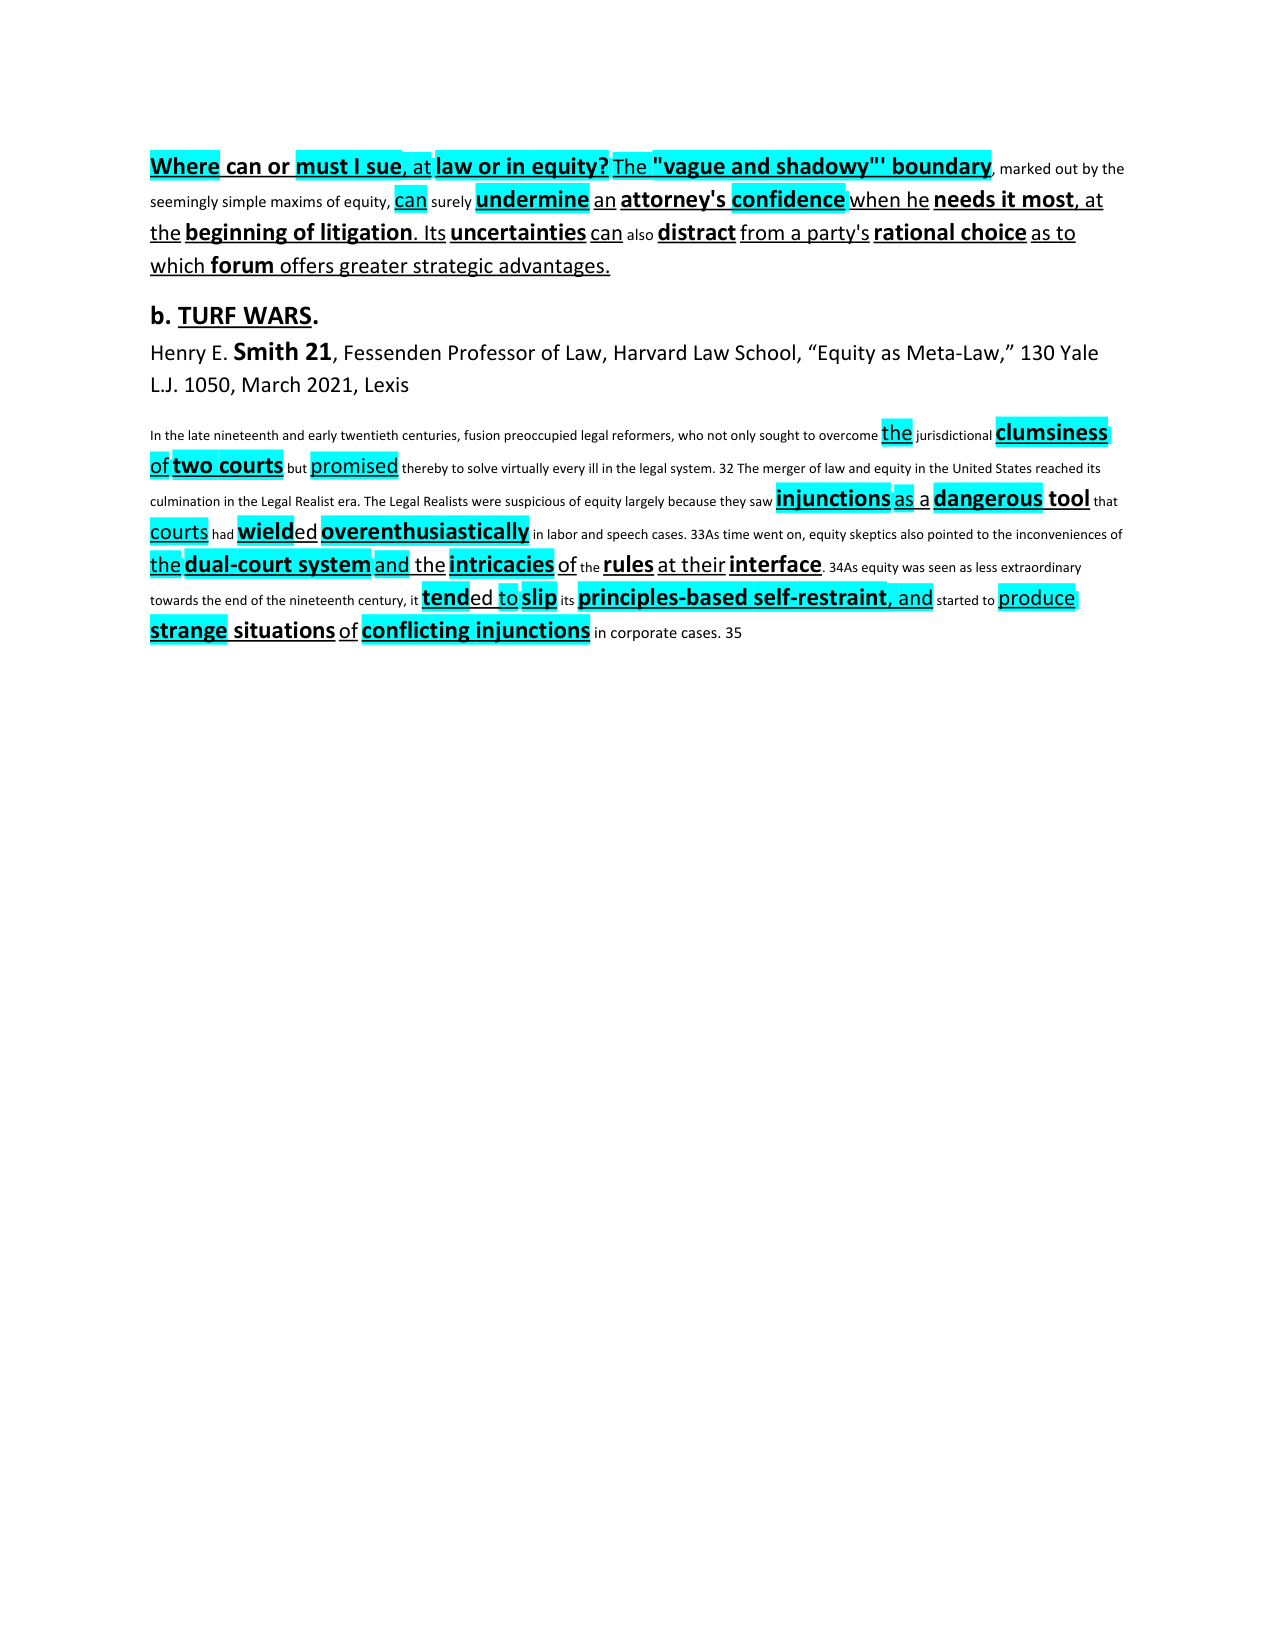 Where can or must I sue, at law or in equity? The "vague and shadowy"' boundary, marked out by the
seemingly simple maxims of equity, can surely undermine an attorney's confidence when he needs it most, at
the beginning of litigation. Its uncertainties can also distract from a party's rational choice as to
which forum offers greater strategic advantages.
b. TURF WARS.
Henry E. Smith 21, Fessenden Professor of Law, Harvard Law School, “Equity as Meta-Law,” 130 Yale
L.J. 1050, March 2021, Lexis
In the late nineteenth and early twentieth centuries, fusion preoccupied legal reformers, who not only sought to overcome the jurisdictional clumsiness
of two courts but promised thereby to solve virtually every ill in the legal system. 32 The merger of law and equity in the United States reached its
culmination in the Legal Realist era. The Legal Realists were suspicious of equity largely because they saw injunctions as a dangerous tool that
courts had wielded overenthusiastically in labor and speech cases. 33As time went on, equity skeptics also pointed to the inconveniences of
the dual-court system and the intricacies of the rules at their interface. 34As equity was seen as less extraordinary
towards the end of the nineteenth century, it tended to slip its principles-based self-restraint, and started to produce
strange situations of conflicting injunctions in corporate cases. 35